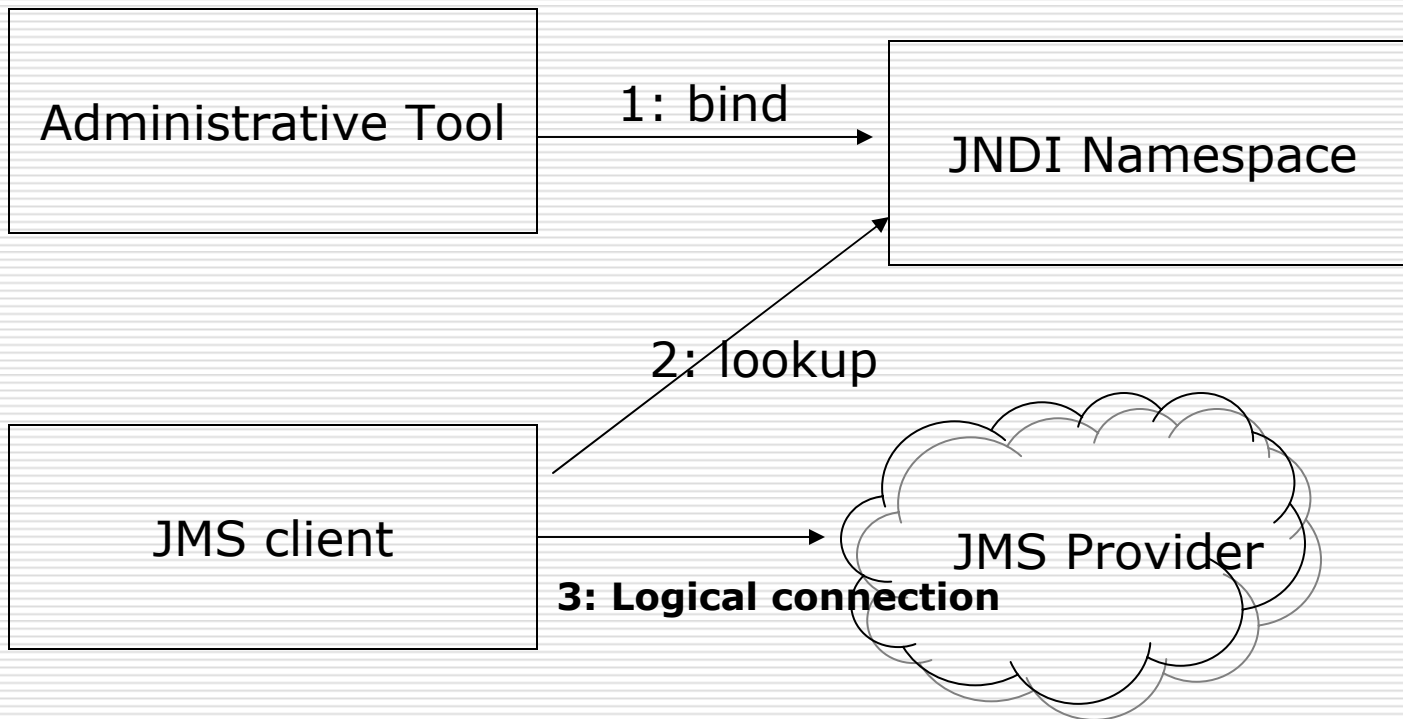 Administrative Tool
1: bind
JNDI Namespace
2: lookup
JMS client
JMS Provider
3: Logical connection